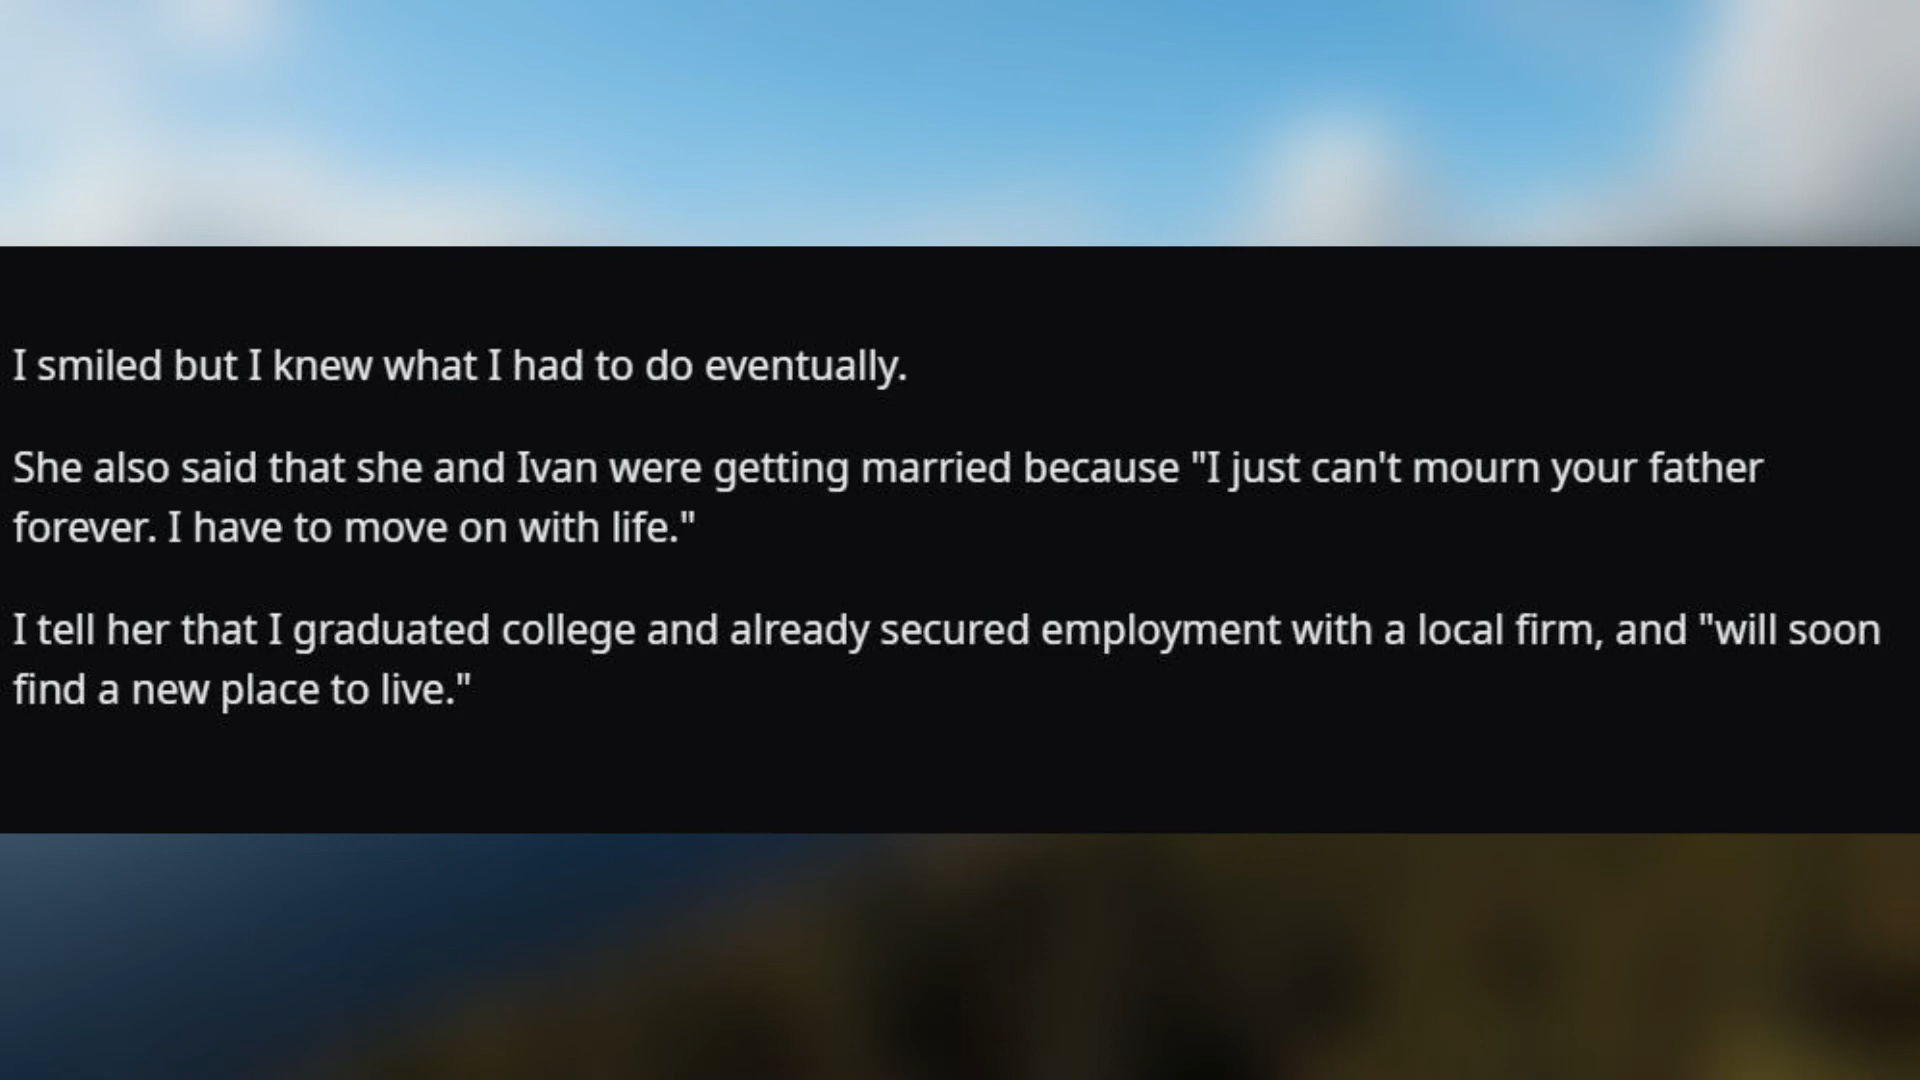 I smiled but I knew what I had to do eventually.
She also said that she and Ivan were getting married because "I just can't mourn your father
forever. I have to move on with life."
I tell her that I graduated college and already secured employment with a local firm, and "will soon
find a new place to live."